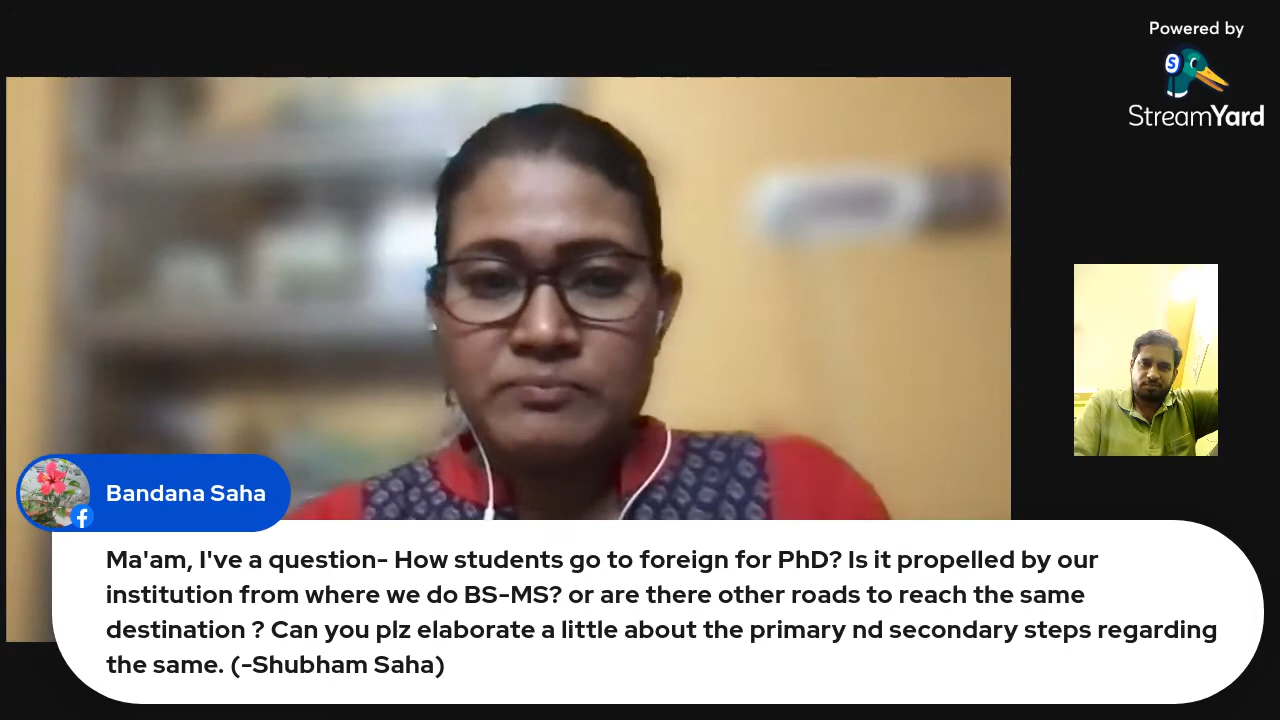 Powered by
StreamYard
Bandana Saha
Ma'am, I've a question- How students go to foreign for PhD? Is it propelled by our
institution from where we do BS-MS? or are there other roads to reach the same
destination ? Can you plz elaborate a little about the primary nd secondary steps regarding
the same. (-Shubham Saha)